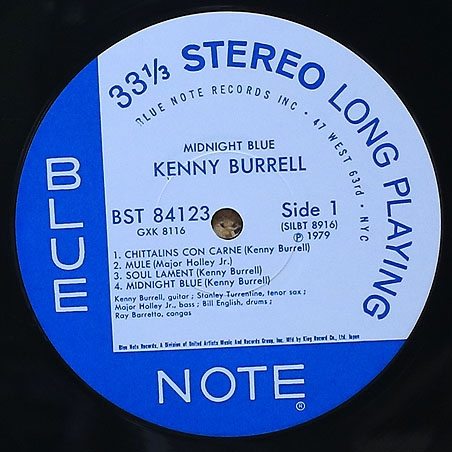 33⅓ STEREO LONG PLAYING
BLUE NOTE RECORDS INC • 47 WEST 63rd • NYC
MIDNIGHT BLUE
KENNY BURRELL
BST 84123 Side 1
GXK 8116 (SILBT 8916)
Ⓟ 1979
1. CHITTALINS CON CARNE (Kenny Burrell)
2. MULE (Major Holley Jr.)
3. SOUL LAMENT (Kenny Burrell)
4. MIDNIGHT BLUE (Kenny Burrell)
Kenny Burrell, guitar ; Stanley Turrentine, tenor sax ;
Major Holley Jr., bass ; Bill English, drums ;
Ray Barretto, congas
Blue Note Records, A Division of United Artists Music And Records Group, Inc. Mfd by King Record Co., Ltd. Japan
BLUE
NOTE